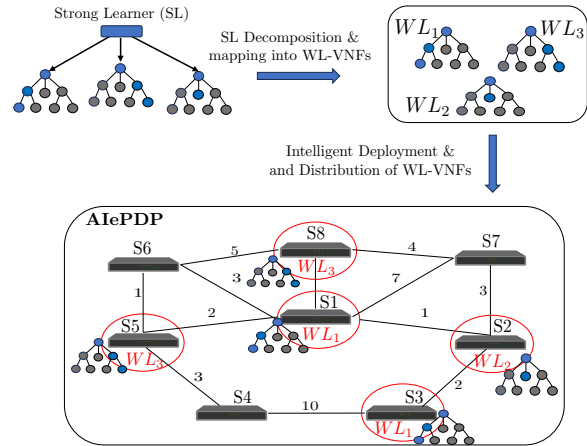 Strong Learner (SL)
SL Decomposition &
mapping into WL-VNFs
WL1
WL3
WL2
Intelligent Deployment &
and Distribution of WL-VNFs
AIePDP
S6
S8
S7
5
4
WL3
3
7
1
S1
3
S5
2
1
S2
WL1
WL3
WL2
3
2
S4
10
S3
WL1